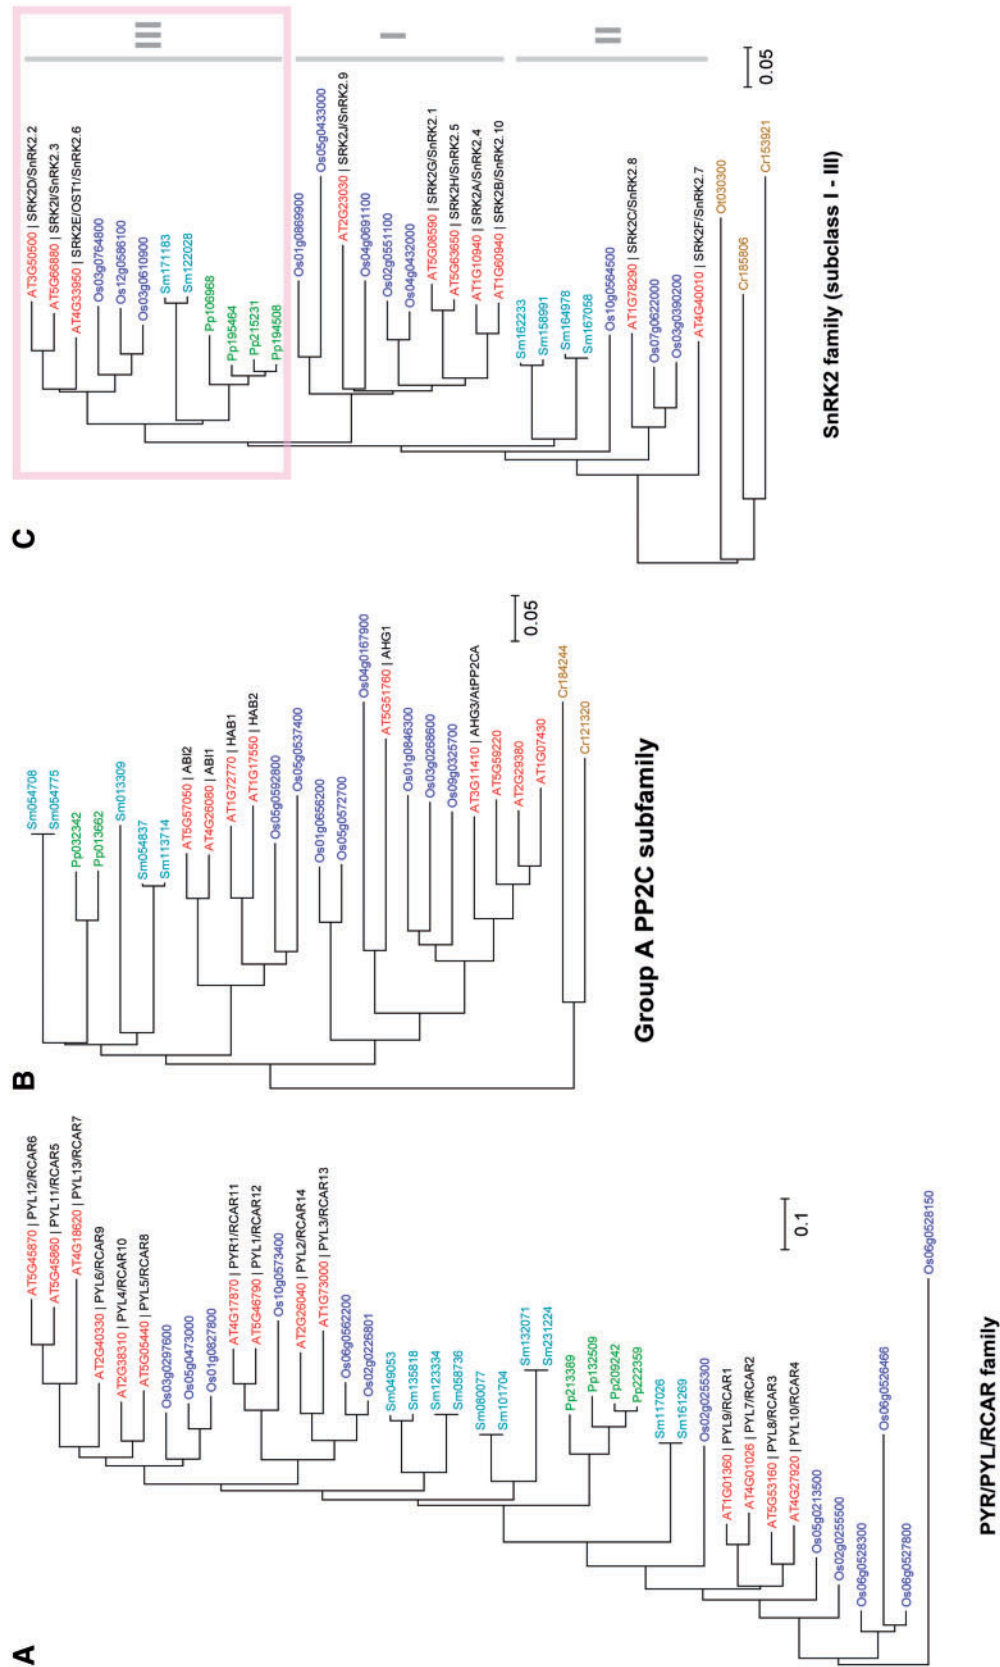 A
AT5G45870 | PYL12/RCAR6
AT5G45860 | PYL11/RCAR5
AT4G18620 | PYL13/RCAR7
AT2G40330 | PYL6/RCAR9
AT2G38310 | PYL4/RCAR10
AT5G05440 | PYL5/RCAR8
Os03g0297600
Os05g0473000
Os01g0827800
AT4G17870 | PYR1/RCAR11
AT5G46790 | PYL1/RCAR12
Os10g0573400
AT2G26040 | PYL2/RCAR14
AT1G73000 | PYL3/RCAR13
Os06g0562200
Os02g0226801
Sm049053
Sm135818
Sm123334
Sm058736
Sm080077
Sm101704
Sm132071
Sm231224
Pp213389
Pp132509
Pp209242
Pp222359
Sm117026
Sm161269
Os02g0255300
AT1G01360 | PYL9/RCAR1
AT4G01026 | PYL7/RCAR2
AT5G53160 | PYL8/RCAR3
AT4G27920 | PYL10/RCAR4
Os05g0213500
Os02g0255500
Os06g0528300
Os06g0526466
Os06g0527800
Os06g0528150
0.1
PYR/PYL/RCAR family
B
Sm054708
Sm054775
Pp032342
Pp013662
Sm013309
Sm054837
Sm113714
AT5G57050 | ABI2
AT4G26080 | ABI1
AT1G72770 | HAB1
AT1G17550 | HAB2
Os05g0592800
Os05g0537400
Os01g0656200
Os05g0572700
Os04g0167900
AT5G51760 | AHG1
Os01g0846300
Os03g0268600
Os09g0325700
AT3G11410 | AHG3/AtPP2CA
AT5G59220
AT2G29380
AT1G07430
Cr184244
Cr121320
0.05
Group A PP2C subfamily
C
AT3G50500 | SRK2D/SnRK2.2
AT5G66880 | SRK2I/SnRK2.3
AT4G33950 | SRK2E/OST1/SnRK2.6
Os03g0764800
Os12g0586100
Os03g0610900
Sm171183
Sm122028
Pp106968
Pp195464
Pp215231
Pp194508
III
Os01g0869900
Os05g0433000
AT2G23030 | SRK2J/SnRK2.9
Os04g0691100
Os02g0551100
Os04g0432000
AT5G08590 | SRK2G/SnRK2.1
AT5G63650 | SRK2H/SnRK2.5
AT1G10940 | SRK2A/SnRK2.4
AT1G60940 | SRK2B/SnRK2.10
I
Sm162233
Sm158991
Sm164978
Sm167058
Os10g0564500
AT1G78290 | SRK2C/SnRK2.8
Os07g0622000
Os03g0390200
AT4G40010 | SRK2F/SnRK2.7
II
Ot030300
Cr185806
Cr153921
0.05
SnRK2 family (subclass I - III)